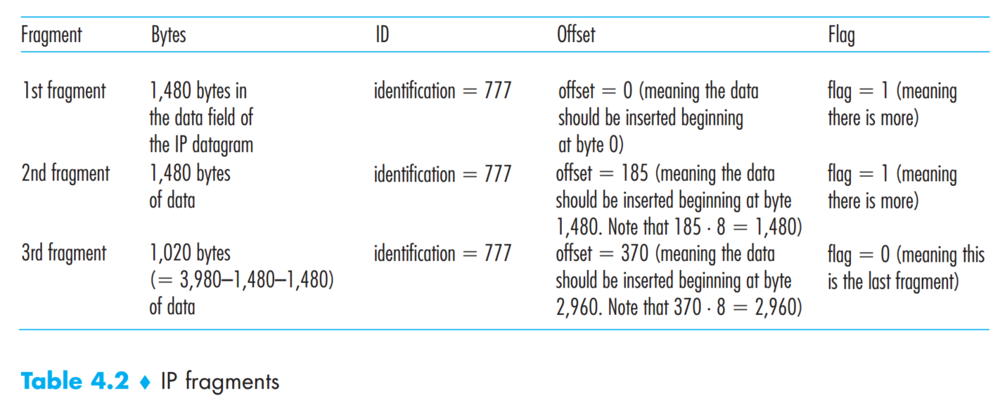 Fragment Bytes ID Offset Flag
1st fragment 1,480 bytes in identification = 777 offset = 0 (meaning the data flag = 1 (meaning
the data field of should be inserted beginning there is more)
the IP datagram at byte 0)
2nd fragment 1,480 bytes identification = 777 offset = 185 (meaning the data flag = 1 (meaning
of data should be inserted beginning at byte there is more)
1,480. Note that 185 · 8 = 1,480)
3rd fragment 1,020 bytes identification = 777 offset = 370 (meaning the data flag = 0 (meaning this
(= 3,980–1,480–1,480) should be inserted beginning at byte is the last fragment)
of data 2,960. Note that 370 · 8 = 2,960)
Table 4.2 ♦ IP fragments